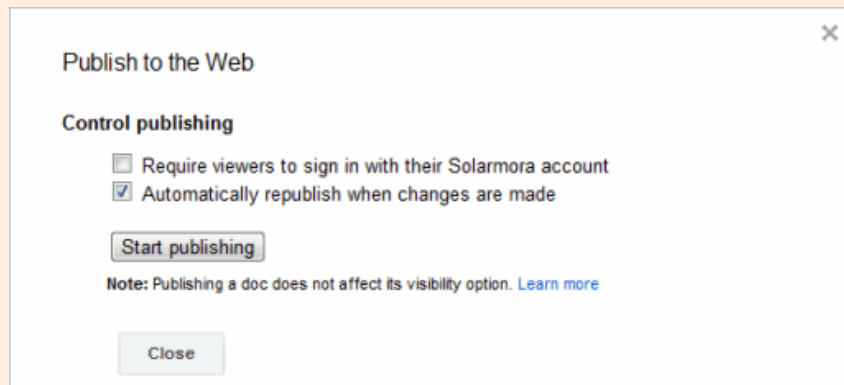 Publish to the Web
Control publishing
Require viewers to sign in with their Solarmora account
Automatically republish when changes are made
Start publishing
Note: Publishing a doc does not affect its visibility option. Learn more
Close